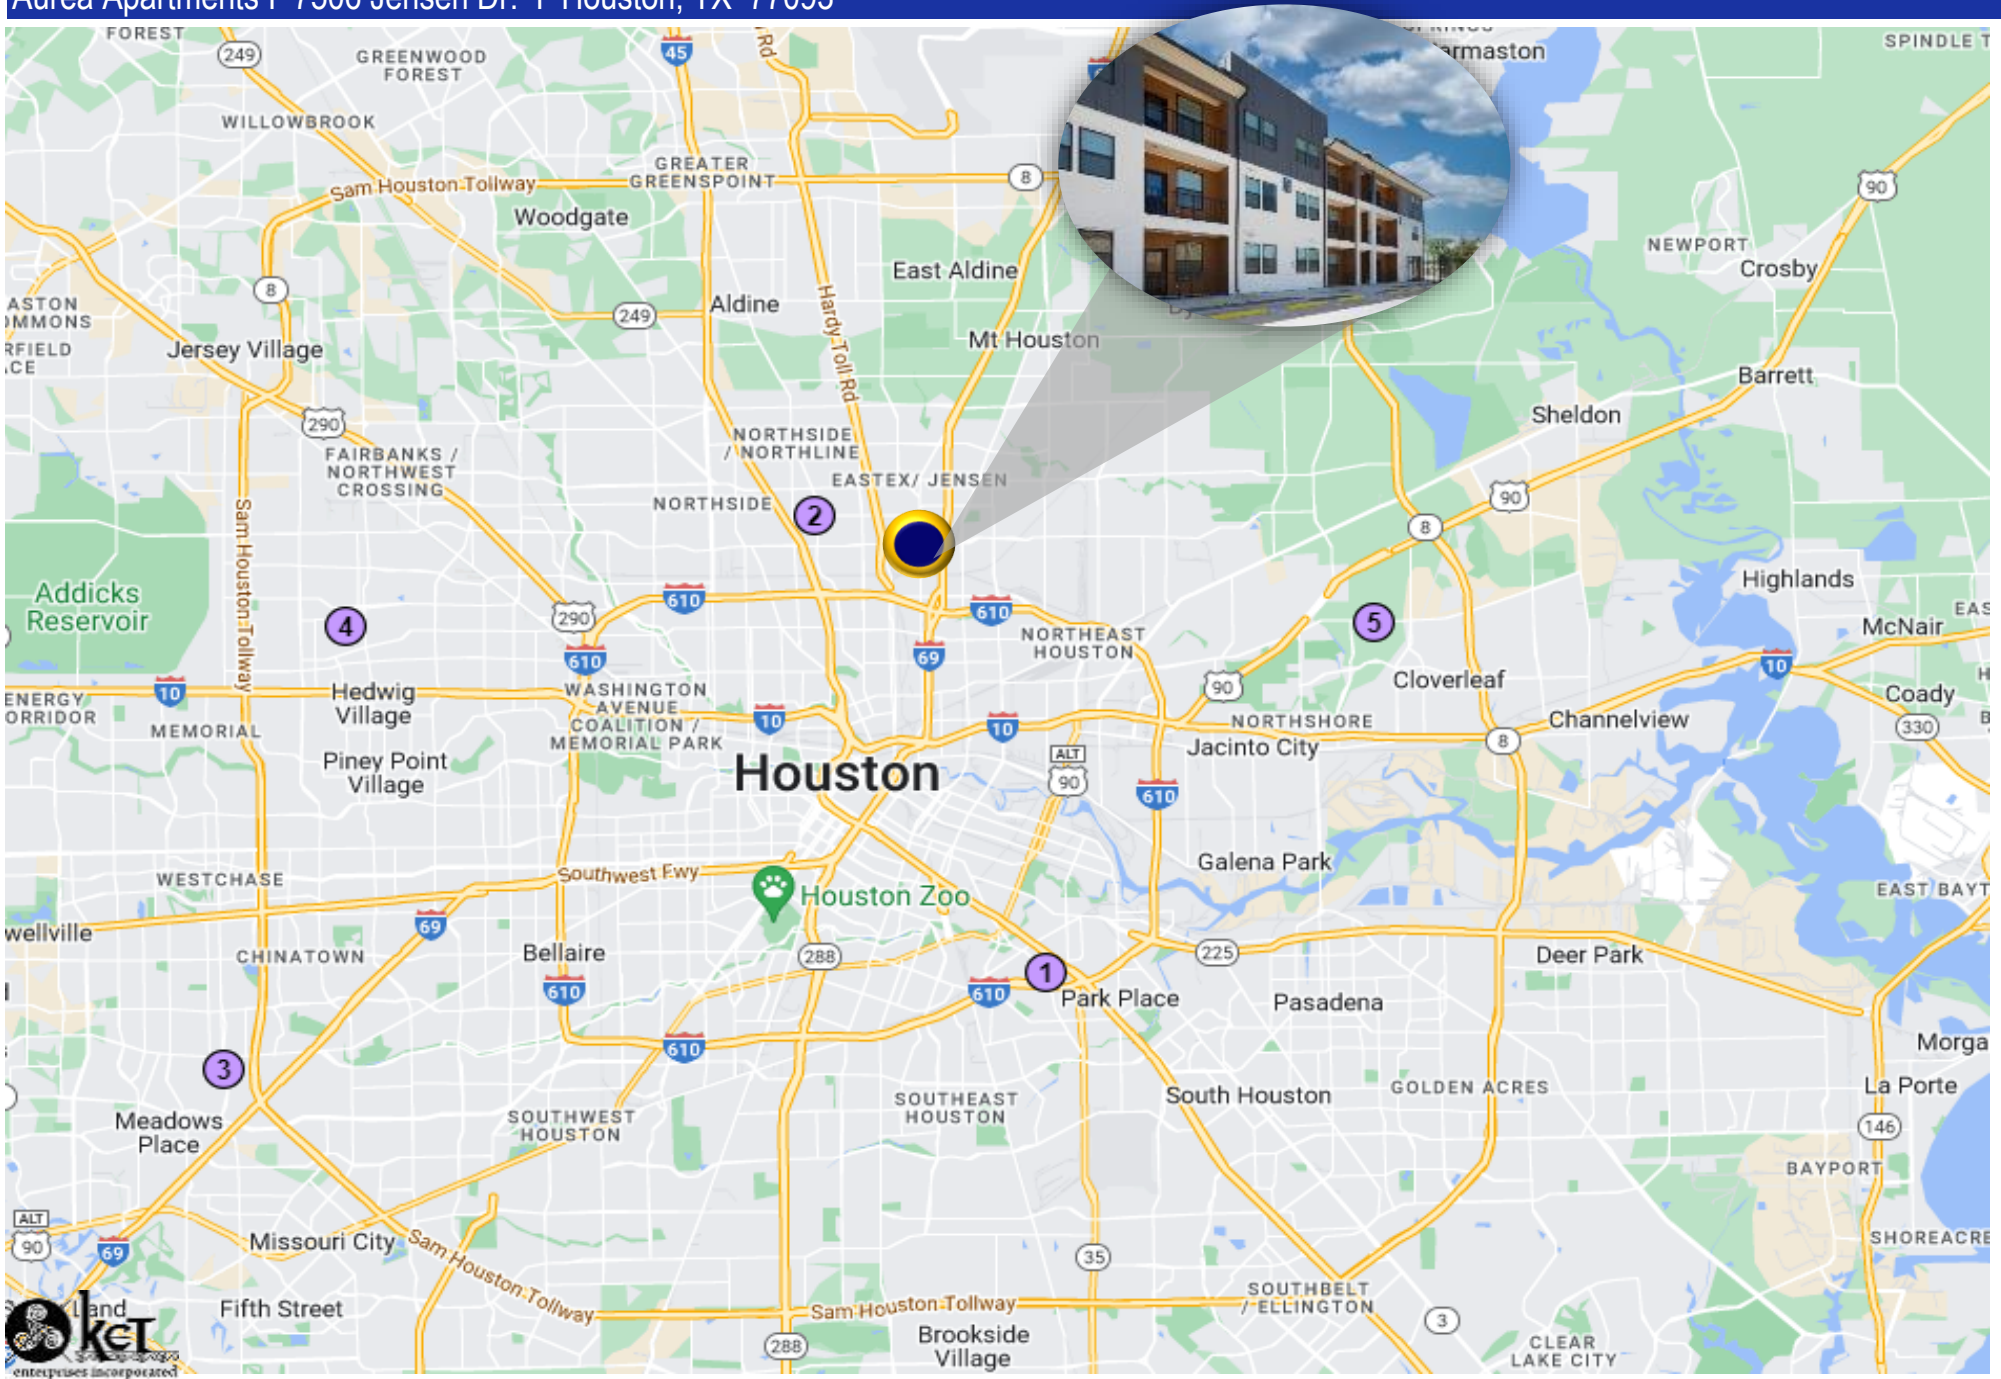 Aurea Apartments
Jensen Dr.
Houston, TX 77093
FOREST
249
GREENWOOD
FOREST
45
Rd
SPINDLE T
WILLOWBROOK
GREATER
GREENSPOINT
Sam Houston Tollway
8
90
Woodgate
NEWPORT
Crosby
East Aldine
8
Aldine
249
Hardy Toll Rd
Mt Houston
Jersey Village
Barrett
Sheldon
290
NORTHSIDE
/ NORTHLINE
FAIRBANKS /
NORTHWEST
CROSSING
EASTEX/ JENSEN
NORTHSIDE
2
90
8
Sam Houston Tollway
Addicks
Reservoir
Highlands
610
290
610
4
5
McNair
NORTHEAST
HOUSTON
610
69
10
Cloverleaf
90
10
Hedwig
Village
ENERGY
ORRIDOR
MEMORIAL
WASHINGTON
AVENUE
COALITION /
MEMORIAL PARK
10
10
NORTHSHORE
Jacinto City
Channelview
8
Coady
330
Piney Point
Village
Houston
ALT
90
610
Galena Park
WESTCHASE
Southwest Fwy
Houston Zoo
EAST BAYT
wellville
69
CHINATOWN
Bellaire
288
225
Deer Park
610
610
1
Park Place
Pasadena
610
Morga
3
La Porte
GOLDEN ACRES
South Houston
SOUTHEAST
HOUSTON
SOUTHWEST
HOUSTON
Meadows
Place
146
BAYPORT
ALT
90
69
Missouri City
Sam Houston Tollway
35
SHOREACRE
SOUTHBELT
/ ELLINGTON
Fifth Street
Sam Houston Tollway
3
288
Brookside
Village
CLEAR
LAKE CITY
kcT
enterprises incorporated